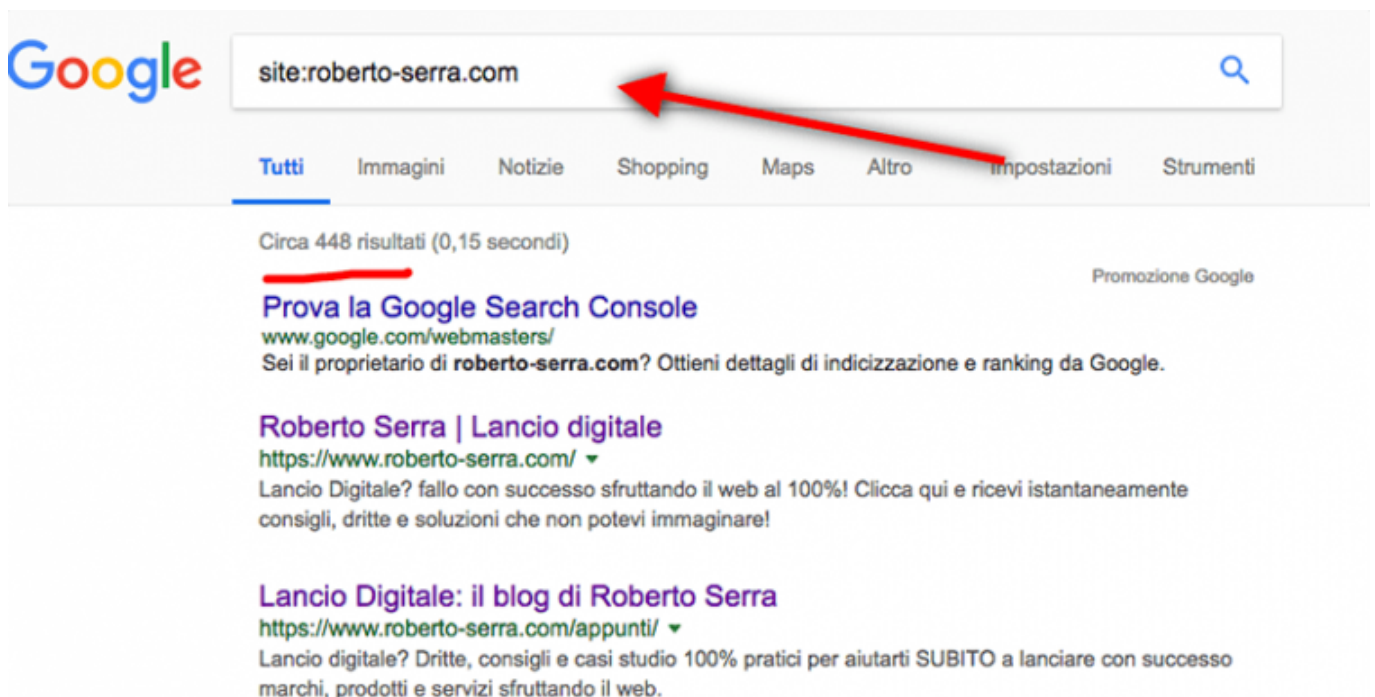 Google
site:roberto-serra.com
Tutti Immagini Notizie Shopping Maps Altro Impostazioni Strumenti
Circa 448 risultati (0,15 secondi)
Promozione Google
Prova la Google Search Console
www.google.com/webmasters/
Sei il proprietario di roberto-serra.com? Ottieni dettagli di indicizzazione e ranking da Google.
Roberto Serra | Lancio digitale
https://www.roberto-serra.com/
Lancio Digitale? fallo con successo sfruttando il web al 100%! Clicca qui e ricevi istantaneamente
consigli, dritte e soluzioni che non potevi immaginare!
Lancio Digitale: il blog di Roberto Serra
https://www.roberto-serra.com/appunti/
Lancio digitale? Dritte, consigli e casi studio 100% pratici per aiutarti SUBITO a lanciare con successo
marchi, prodotti e servizi sfruttando il web.